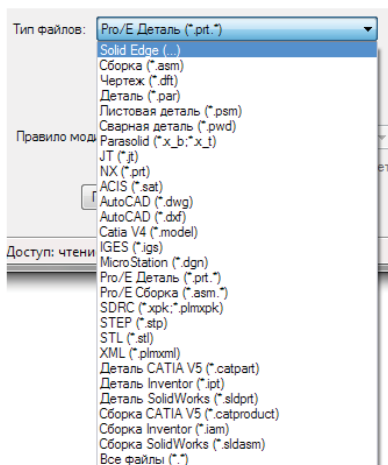 Тип файлов: Pro/E Деталь (*.prt.*)
Solid Edge (...)
Сборка (*.asm)
Чертеж (*.dft)
Деталь (*.par)
Листовая деталь (*.psm)
Сварная деталь (*.pwd)
Правило мод
Parasolid (*.x_b;*.x_t)
JT (*.jt)
NX (*.prt)
ACIS (*.sat)
AutoCAD (*.dwg)
AutoCAD (*.dxf)
Catia V4 (*.model)
Доступ: чтени
IGES (*.igs)
MicroStation (*.dgn)
Pro/E Деталь (*.prt.*)
Pro/E Сборка (*.asm.*)
SDRC (*.xpk;*.plmxpk)
STEP (*.stp)
STL (*.stl)
XML (*.plmxml)
Деталь CATIA V5 (*.catpart)
Деталь Inventor (*.ipt)
Деталь SolidWorks (*.sldprt)
Сборка CATIA V5 (*.catproduct)
Сборка Inventor (*.iam)
Сборка SolidWorks (*.sldasm)
Все файлы (*.*)